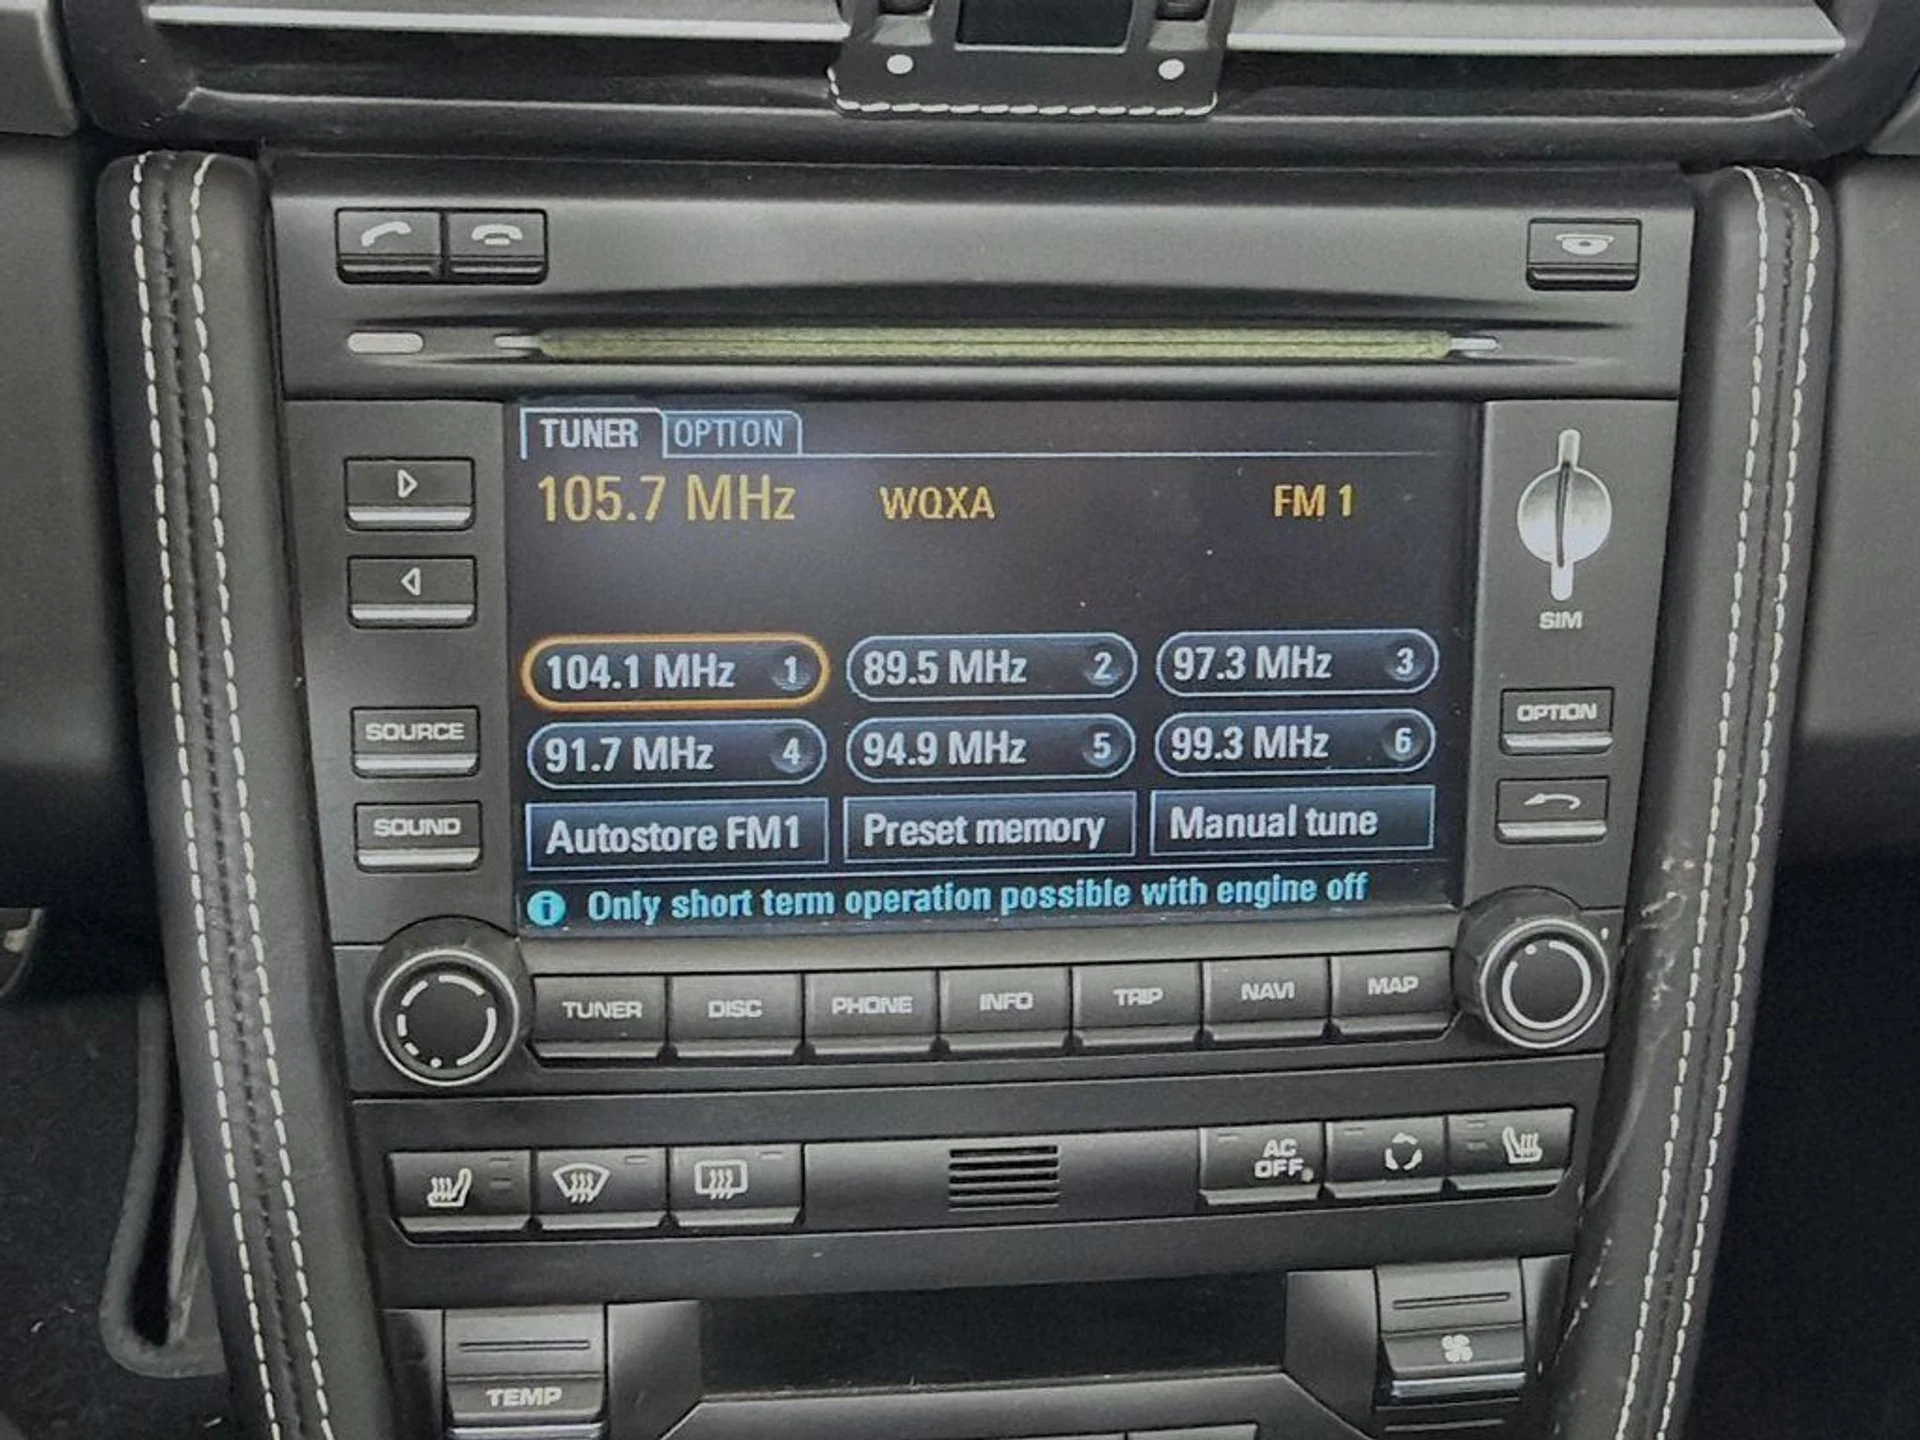 TUNER OPTION
105.7 MHz WQXA FM 1
SIM
104.1 MHz 1 89.5 MHz 2 97.3 MHz 3
OPTION
SOURCE
91.7 MHz 4 94.9 MHz 5 99.3 MHz 6
SOUND
Autostore FM1 Preset memory Manual tune
i Only short term operation possible with engine off
TUNER DISC PHONE INFO TRIP NAVI MAP
AC
OFF
TEMP